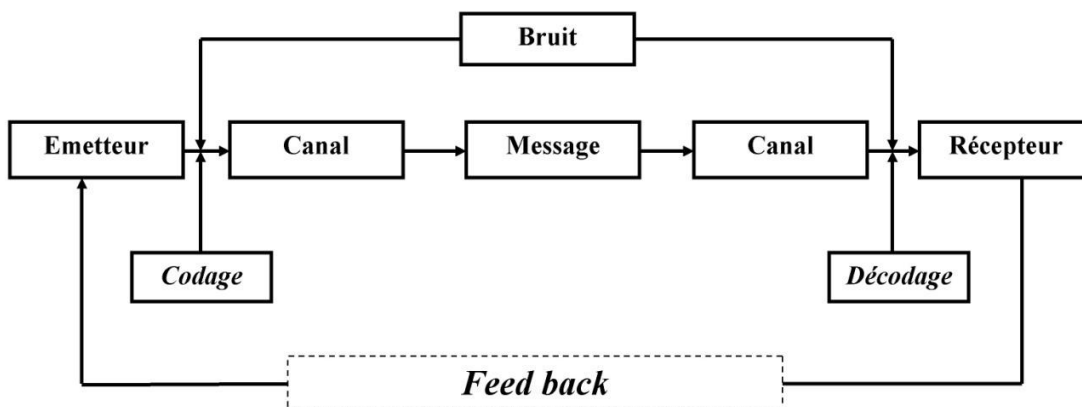 Bruit
Emetteur
Canal
Message
Canal
Récepteur
Codage
Décodage
Feed back